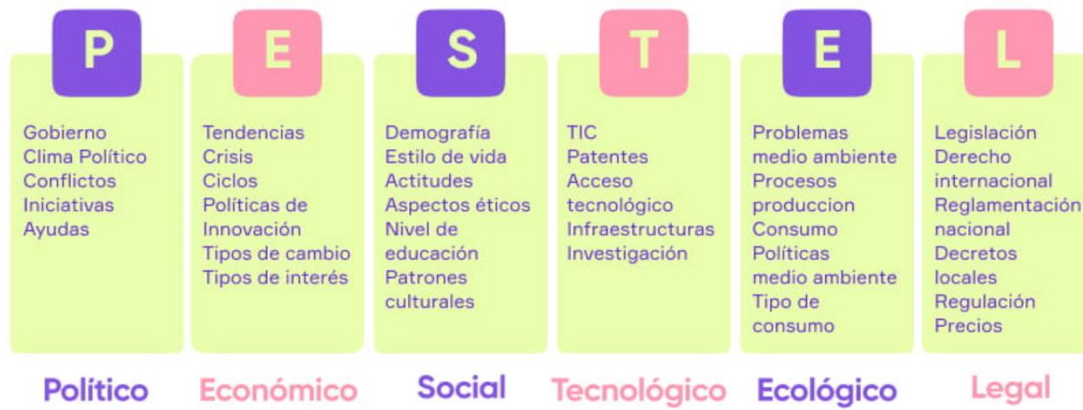 P
Gobierno
Clima Político
Conflictos
Iniciativas
Ayudas
Político
E
Tendencias
Crisis
Ciclos
Políticas de
Innovación
Tipos de cambio
Tipos de interés
Económico
S
Demografía
Estilo de vida
Actitudes
Aspectos éticos
Nivel de
educación
Patrones
culturales
Social
T
TIC
Patentes
Acceso
tecnológico
Infraestructuras
Investigación
Tecnológico
E
Problemas
medio ambiente
Procesos
produccion
Consumo
Políticas
medio ambiente
Tipo de
consumo
Ecológico
L
Legislación
Derecho
internacional
Reglamentación
nacional
Decretos
locales
Regulación
Precios
Legal